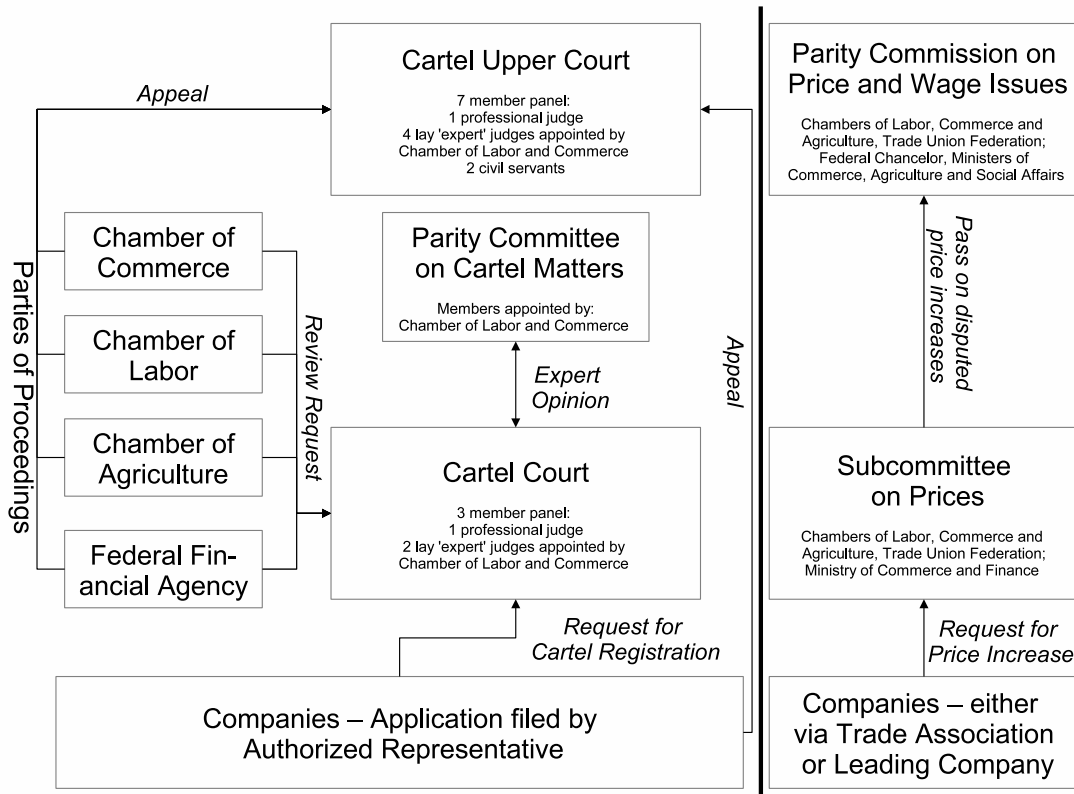 Cartel Upper Court
7 member panel:
1 professional judge
4 lay 'expert' judges appointed by
Chamber of Labor and Commerce
2 civil servants
Appeal
Parties of Proceedings
Chamber of
Commerce
Chamber of
Labor
Chamber of
Agriculture
Federal Fin-
ancial Agency
Review Request
Parity Committee
on Cartel Matters
Members appointed by:
Chamber of Labor and Commerce
Expert
Opinion
Cartel Court
3 member panel:
1 professional judge
2 lay 'expert' judges appointed by
Chamber of Labor and Commerce
Request for
Cartel Registration
Appeal
Companies – Application filed by
Authorized Representative
Parity Commission on
Price and Wage Issues
Chambers of Labor, Commerce and
Agriculture, Trade Union Federation;
Federal Chancelor, Ministers of
Commerce, Agriculture and Social Affairs
Pass on disputed
price increases
Subcommittee
on Prices
Chambers of Labor, Commerce and
Agriculture, Trade Union Federation;
Ministry of Commerce and Finance
Request for
Price Increase
Companies – either
via Trade Association
or Leading Company